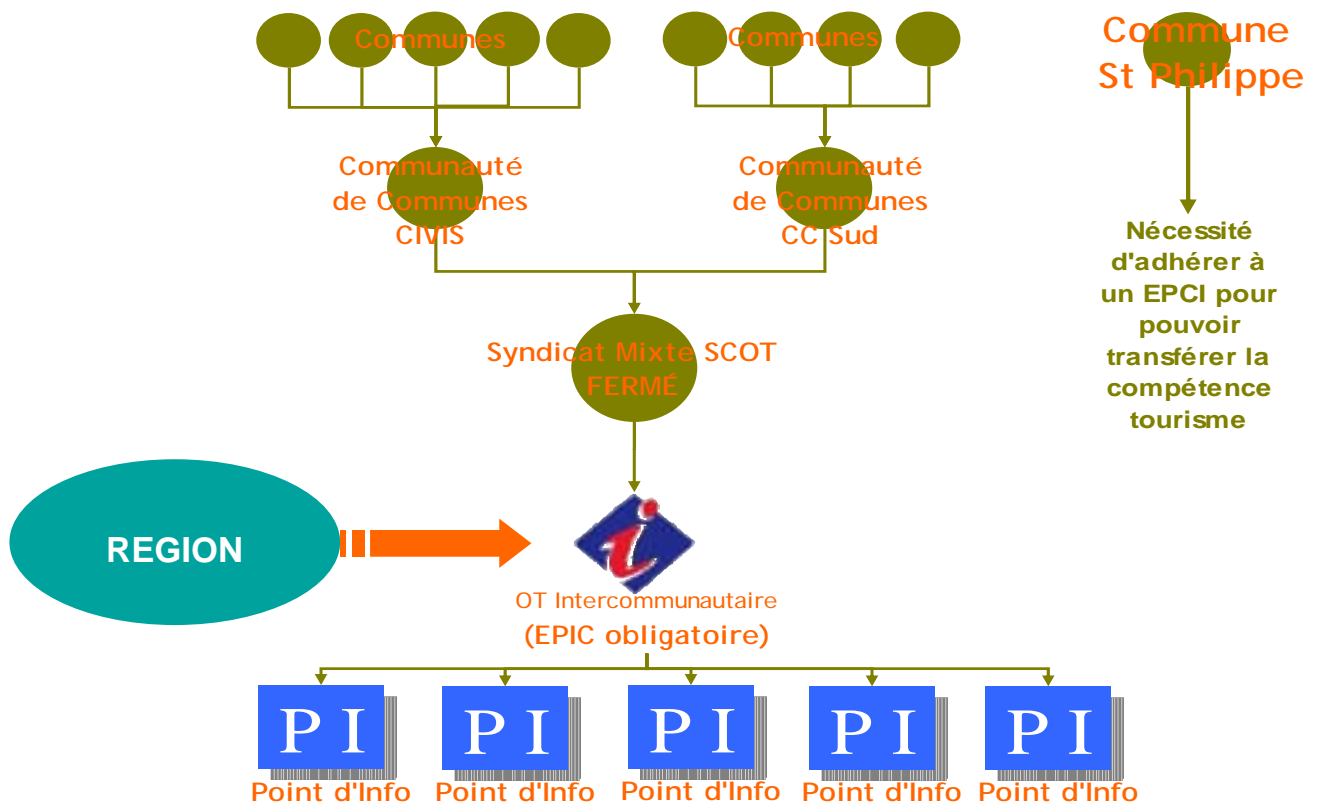 Communes
Communes
Commune
St Philippe
Communauté
de Communes
CIVIS
Communauté
de Communes
CC Sud
Nécessité
d'adhérer à
un EPCI pour
pouvoir
transférer la
compétence
tourisme
Syndicat Mixte SCOT
FERMÉ
REGION
i
OT Intercommunautaire
(EPIC obligatoire)
P I
P I
P I
P I
P I
Point d'Info
Point d'Info
Point d'Info
Point d'Info
Point d'Info